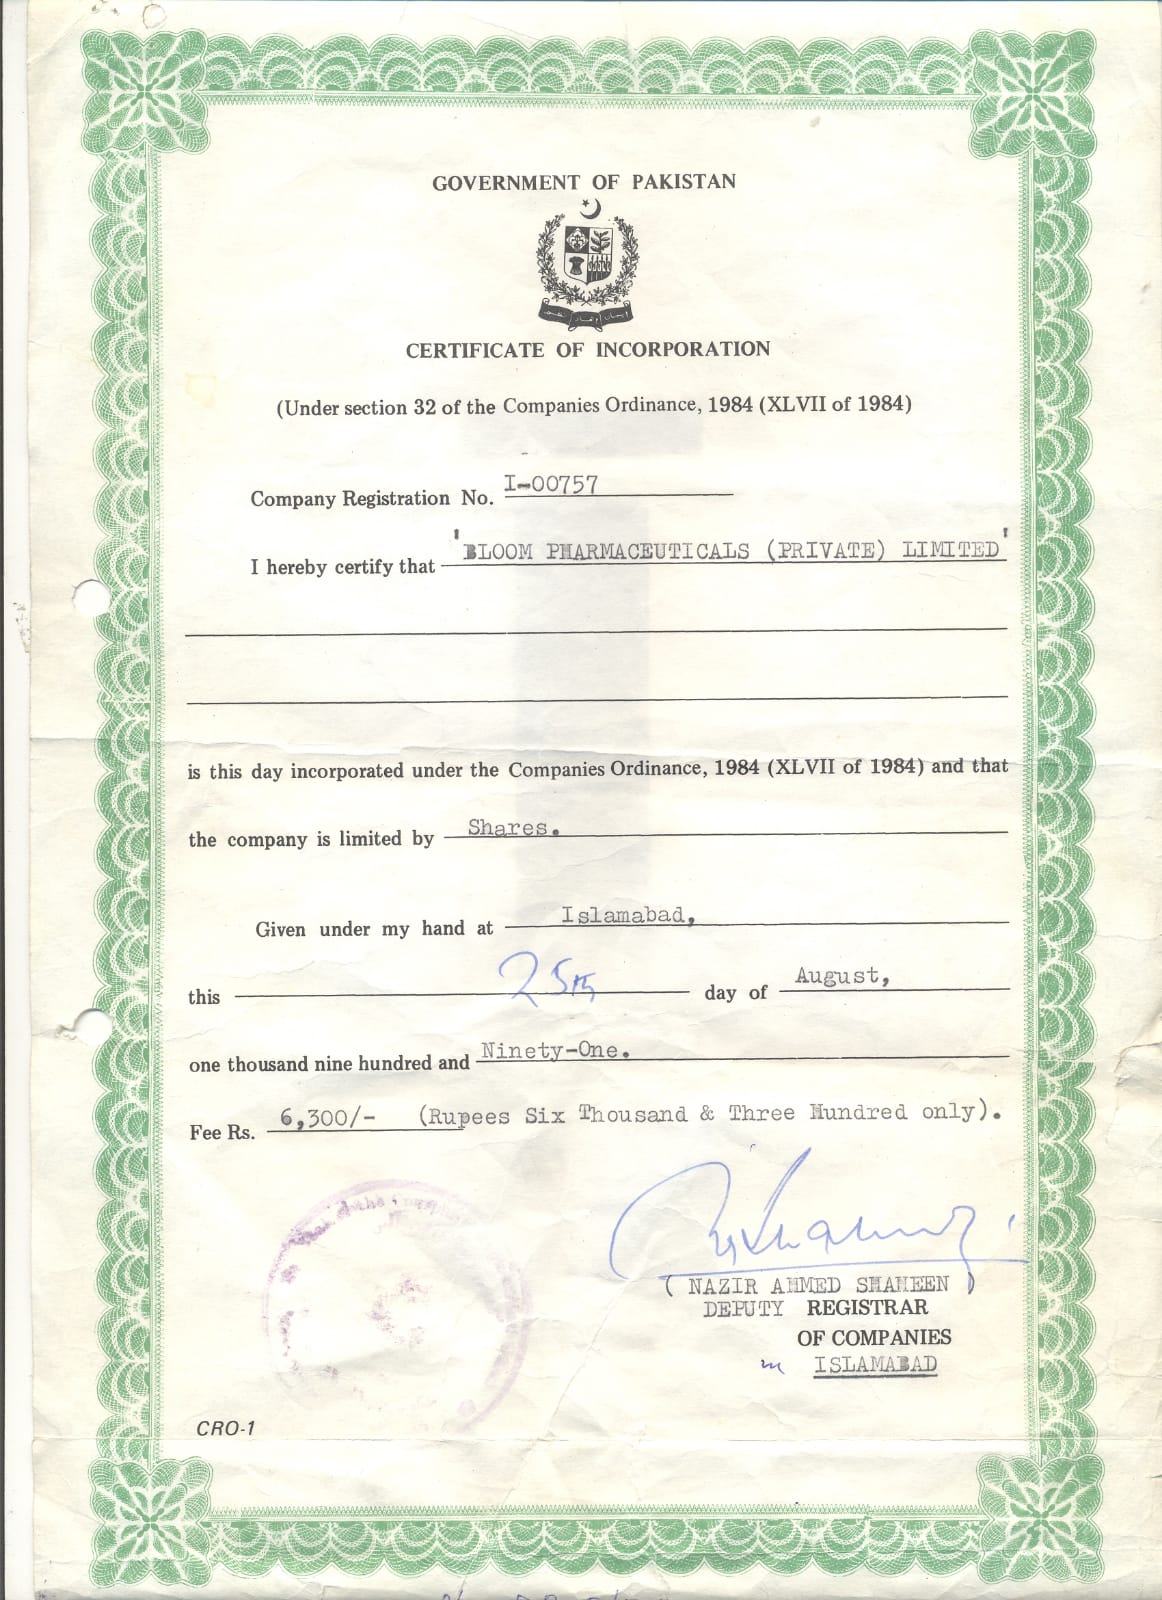 GOVERNMENT OF PAKISTAN
CERTIFICATE OF INCORPORATION
(Under section 32 of the Companies Ordinance, 1984 (XLVII of 1984)
Company Registration No. I-00757
I hereby certify that 'BLOOM PHARMACEUTICALS (PRIVATE) LIMITED'
is this day incorporated under the Companies Ordinance, 1984 (XLVII of 1984) and that
the company is limited by Shares.
Given under my hand at Islamabad,
this 25th day of August,
one thousand nine hundred and Ninety-One.
Fee Rs. 6,300/- (Rupees Six Thousand & Three Hundred only).
( NAZIR AHMED SHAHEEN )
DEPUTY REGISTRAR
OF COMPANIES
ISLAMABAD
CRO-1